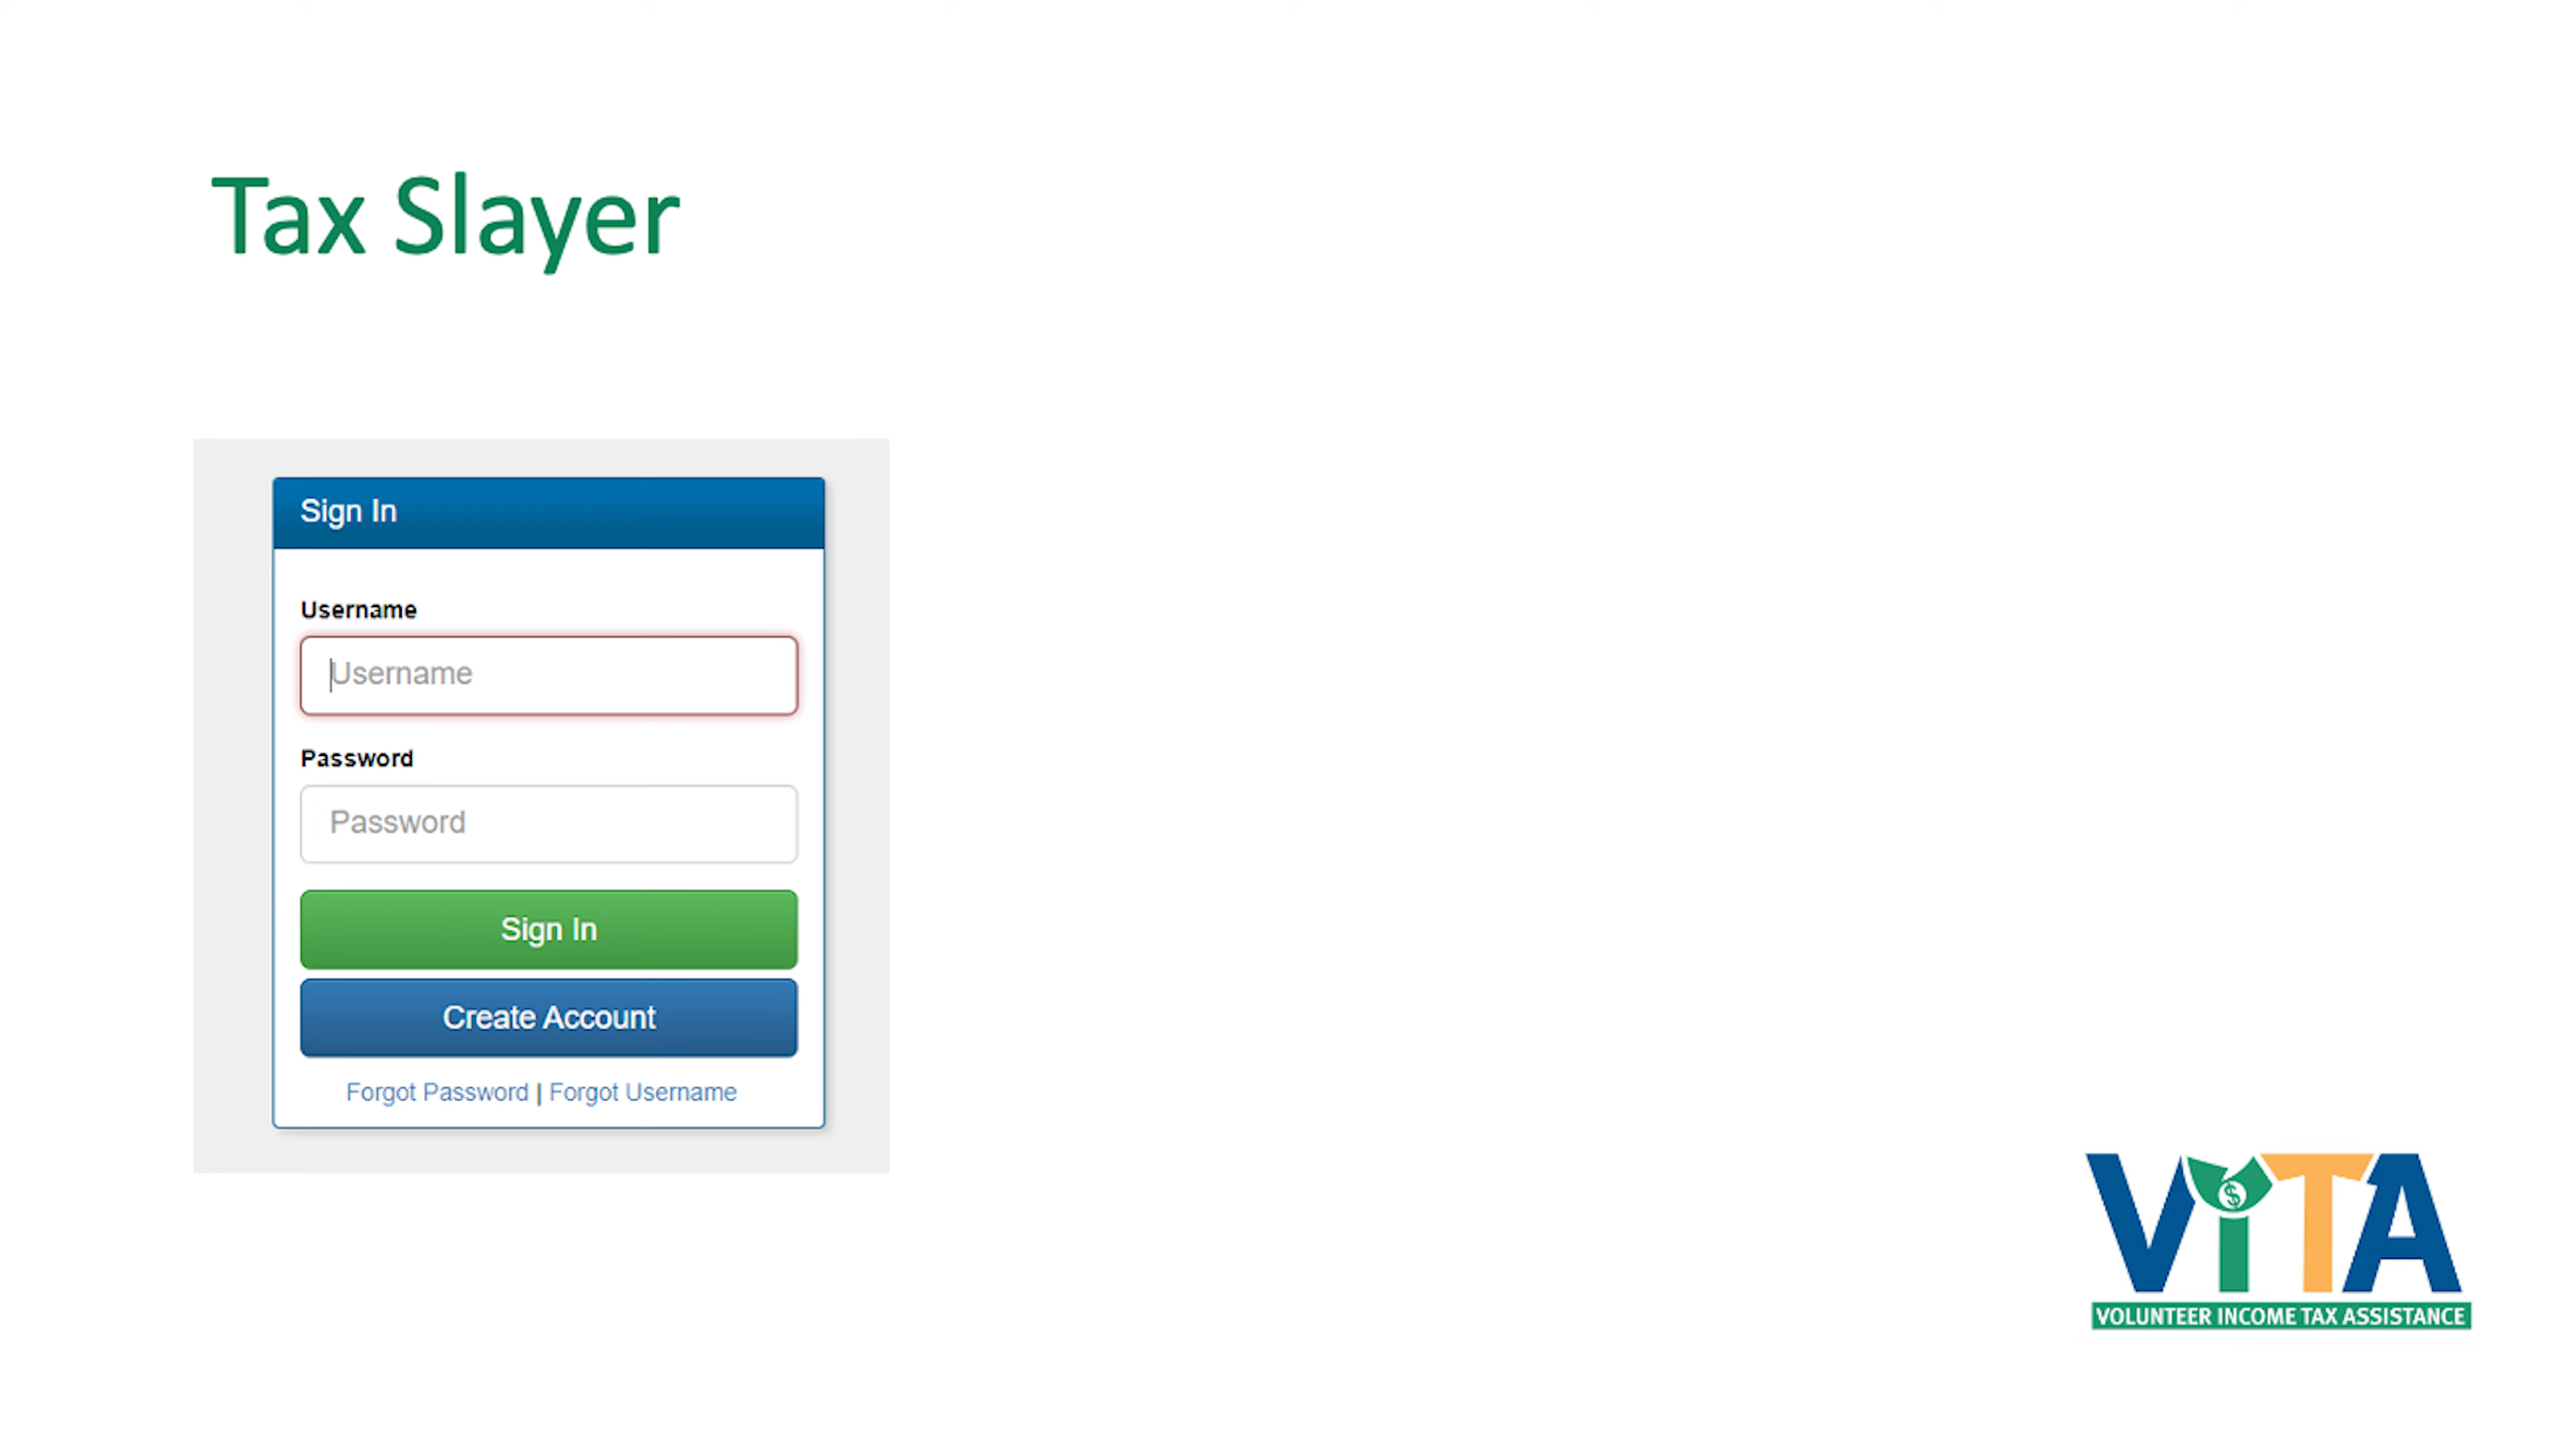 Tax Slayer
Sign In
Username
Username
Password
Password
Sign In
Create Account
Forgot Password | Forgot Username
VITA
VOLUNTEER INCOME TAX ASSISTANCE